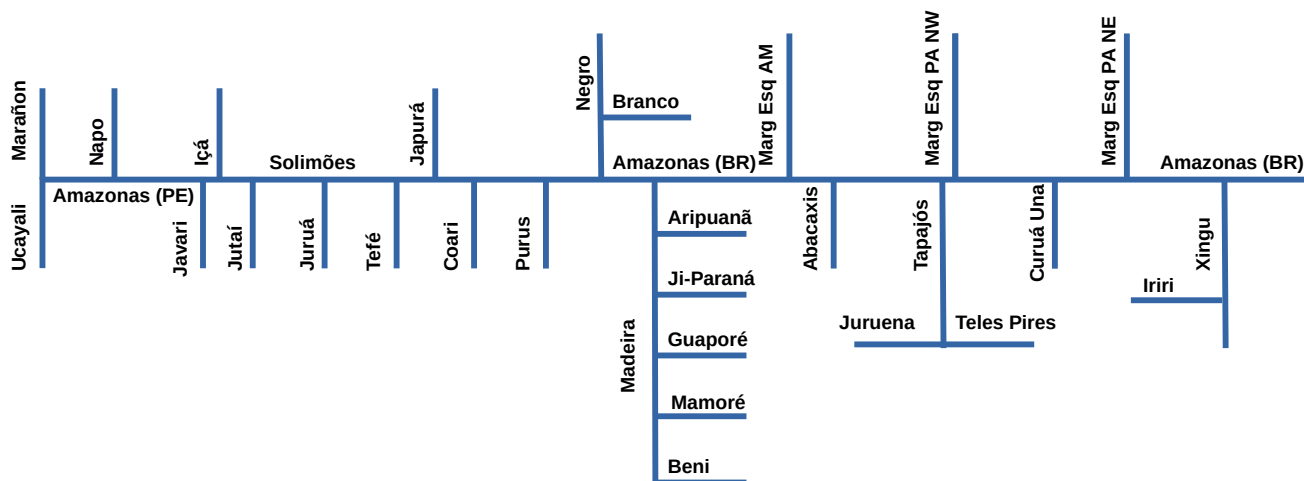 Marañon
Napo
Içá
Solimões
Japurá
Negro
Branco
Amazonas (BR)
Marg Esq AM
Marg Esq PA NW
Marg Esq PA NE
Amazonas (BR)
Ucayali
Amazonas (PE)
Javari
Jutaí
Juruá
Tefé
Coari
Purus
Madeira
Aripuanã
Ji-Paraná
Guaporé
Mamoré
Beni
Abacaxis
Tapajós
Juruena
Teles Pires
Curuá Una
Xingu
Iriri